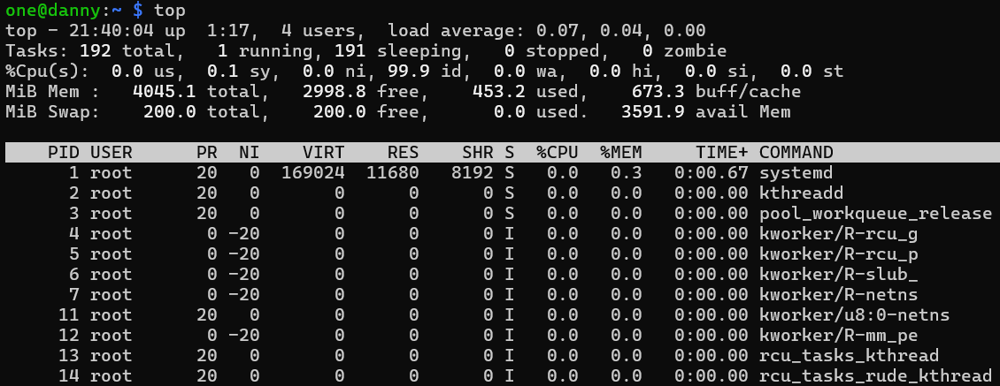 one@danny:~ $ top
top - 21:40:04 up  1:17,  4 users,  load average: 0.07, 0.04, 0.00
Tasks: 192 total,   1 running, 191 sleeping,   0 stopped,   0 zombie
%Cpu(s):  0.0 us,  0.1 sy,  0.0 ni, 99.9 id,  0.0 wa,  0.0 hi,  0.0 si,  0.0 st
MiB Mem :   4045.1 total,   2998.8 free,    453.2 used,    673.3 buff/cache
MiB Swap:    200.0 total,    200.0 free,      0.0 used.   3591.9 avail Mem
    PID USER      PR  NI    VIRT    RES    SHR S  %CPU  %MEM     TIME+ COMMAND
      1 root      20   0  169024  11680   8192 S   0.0   0.3   0:00.67 systemd
      2 root      20   0       0      0      0 S   0.0   0.0   0:00.00 kthreadd
      3 root      20   0       0      0      0 S   0.0   0.0   0:00.00 pool_workqueue_release
      4 root       0 -20       0      0      0 I   0.0   0.0   0:00.00 kworker/R-rcu_g
      5 root       0 -20       0      0      0 I   0.0   0.0   0:00.00 kworker/R-rcu_p
      6 root       0 -20       0      0      0 I   0.0   0.0   0:00.00 kworker/R-slub_
      7 root       0 -20       0      0      0 I   0.0   0.0   0:00.00 kworker/R-netns
     11 root      20   0       0      0      0 I   0.0   0.0   0:00.00 kworker/u8:0-netns
     12 root       0 -20       0      0      0 I   0.0   0.0   0:00.00 kworker/R-mm_pe
     13 root      20   0       0      0      0 I   0.0   0.0   0:00.00 rcu_tasks_kthread
     14 root      20   0       0      0      0 I   0.0   0.0   0:00.00 rcu_tasks_rude_kthread